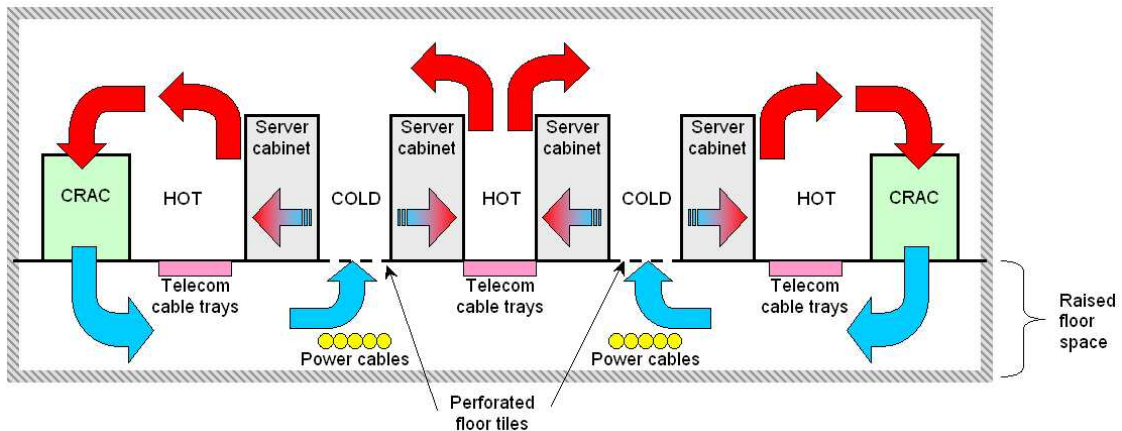 Server
cabinet
Server
cabinet
Server
cabinet
Server
cabinet
CRAC
HOT
COLD
HOT
COLD
HOT
CRAC
Telecom
cable trays
Telecom
cable trays
Telecom
cable trays
Power cables
Power cables
Raised
floor
space
Perforated
floor tiles